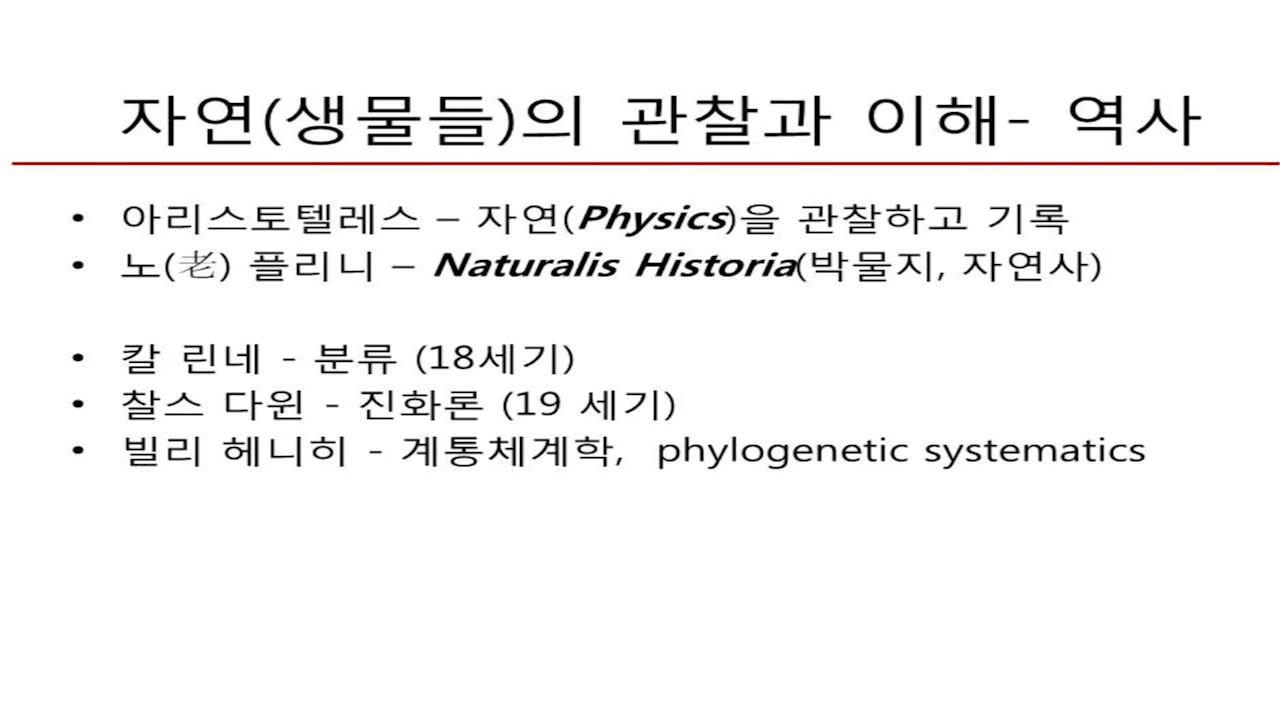 자연(생물들)의 관찰과 이해- 역사
• 아리스토텔레스 – 자연(Physics)을 관찰하고 기록
• 노(老) 플리니 – Naturalis Historia(박물지, 자연사)
• 칼 린네 - 분류 (18세기)
• 찰스 다윈 - 진화론 (19 세기)
• 빌리 헤니히 - 계통체계학, phylogenetic systematics